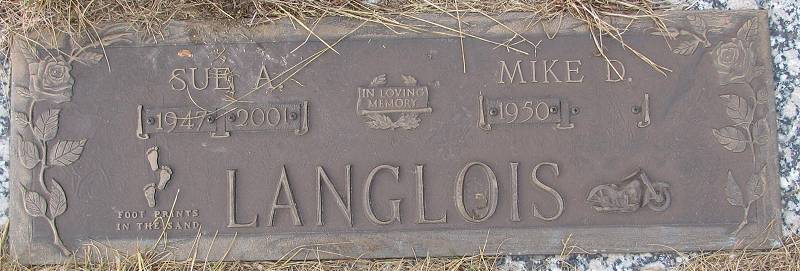 SUE A.
1947 2001
IN LOVING
MEMORY
MIKE D.
1950
FOOT PRINTS
IN THE SAND
LANGLOIS